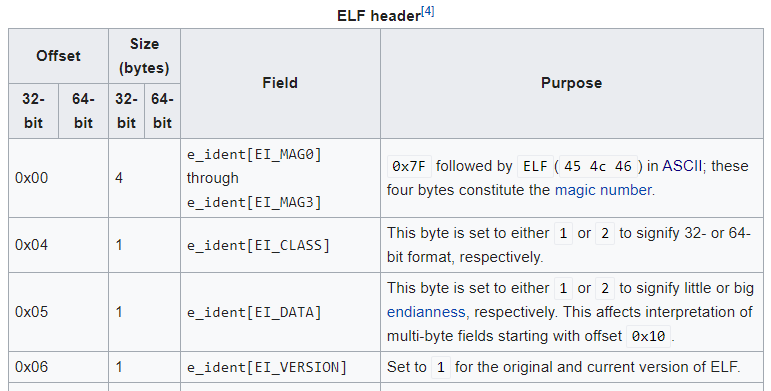 ELF header[4]
Offset
Size
(bytes)
Field
Purpose
32-
bit
64-
bit
32-
bit
64-
bit
0x00
4
e_ident[EI_MAG0]
through
e_ident[EI_MAG3]
0x7F followed by ELF ( 45 4c 46 ) in ASCII; these
four bytes constitute the magic number.
0x04
1
e_ident[EI_CLASS]
This byte is set to either 1 or 2 to signify 32- or 64-
bit format, respectively.
0x05
1
e_ident[EI_DATA]
This byte is set to either 1 or 2 to signify little or big
endianness, respectively. This affects interpretation of
multi-byte fields starting with offset 0x10 .
0x06
1
e_ident[EI_VERSION]
Set to 1 for the original and current version of ELF.